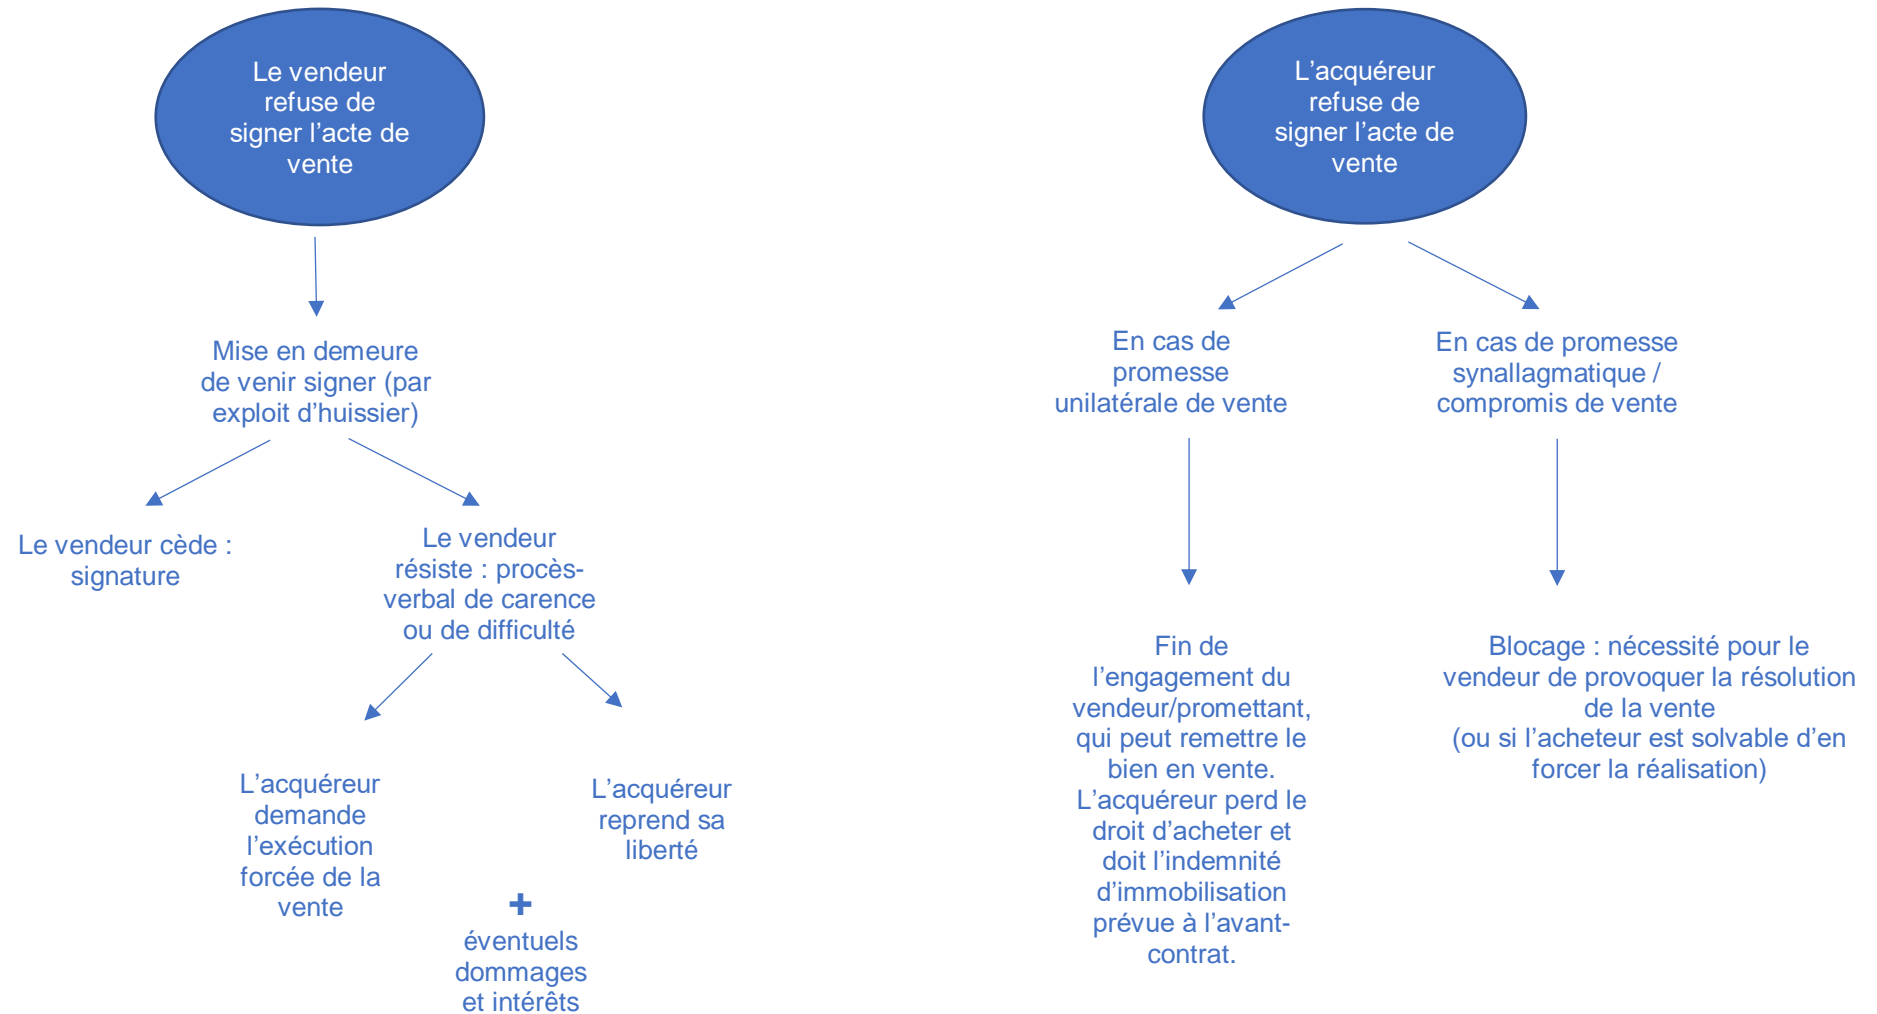 Le vendeur
refuse de
signer l’acte de
vente
Mise en demeure
de venir signer (par
exploit d’huissier)
Le vendeur cède :
signature
Le vendeur
résiste : procès-
verbal de carence
ou de difficulté
L’acquéreur
demande
l’exécution
forcée de la
vente
L’acquéreur
reprend sa
liberté
+
éventuels
dommages
et intérêts
L’acquéreur
refuse de
signer l’acte de
vente
En cas de
promesse
unilatérale de vente
En cas de promesse
synallagmatique /
compromis de vente
Fin de
l’engagement du
vendeur/promettant,
qui peut remettre le
bien en vente.
L’acquéreur perd le
droit d’acheter et
doit l’indemnité
d’immobilisation
prévue à l’avant-
contrat.
Blocage : nécessité pour le
vendeur de provoquer la résolution
de la vente
(ou si l’acheteur est solvable d’en
forcer la réalisation)